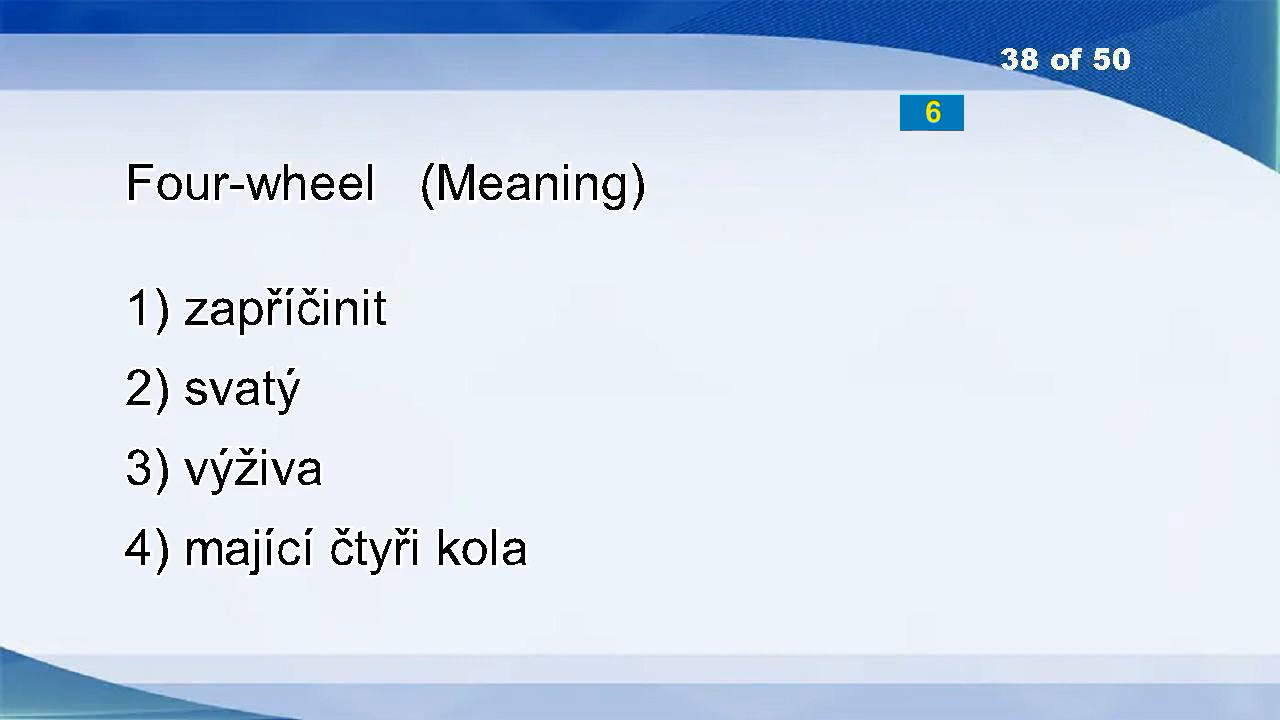 38 of 50
6
Four-wheel (Meaning)
1) zapříčinit
2) svatý
3) výživa
4) mající čtyři kola